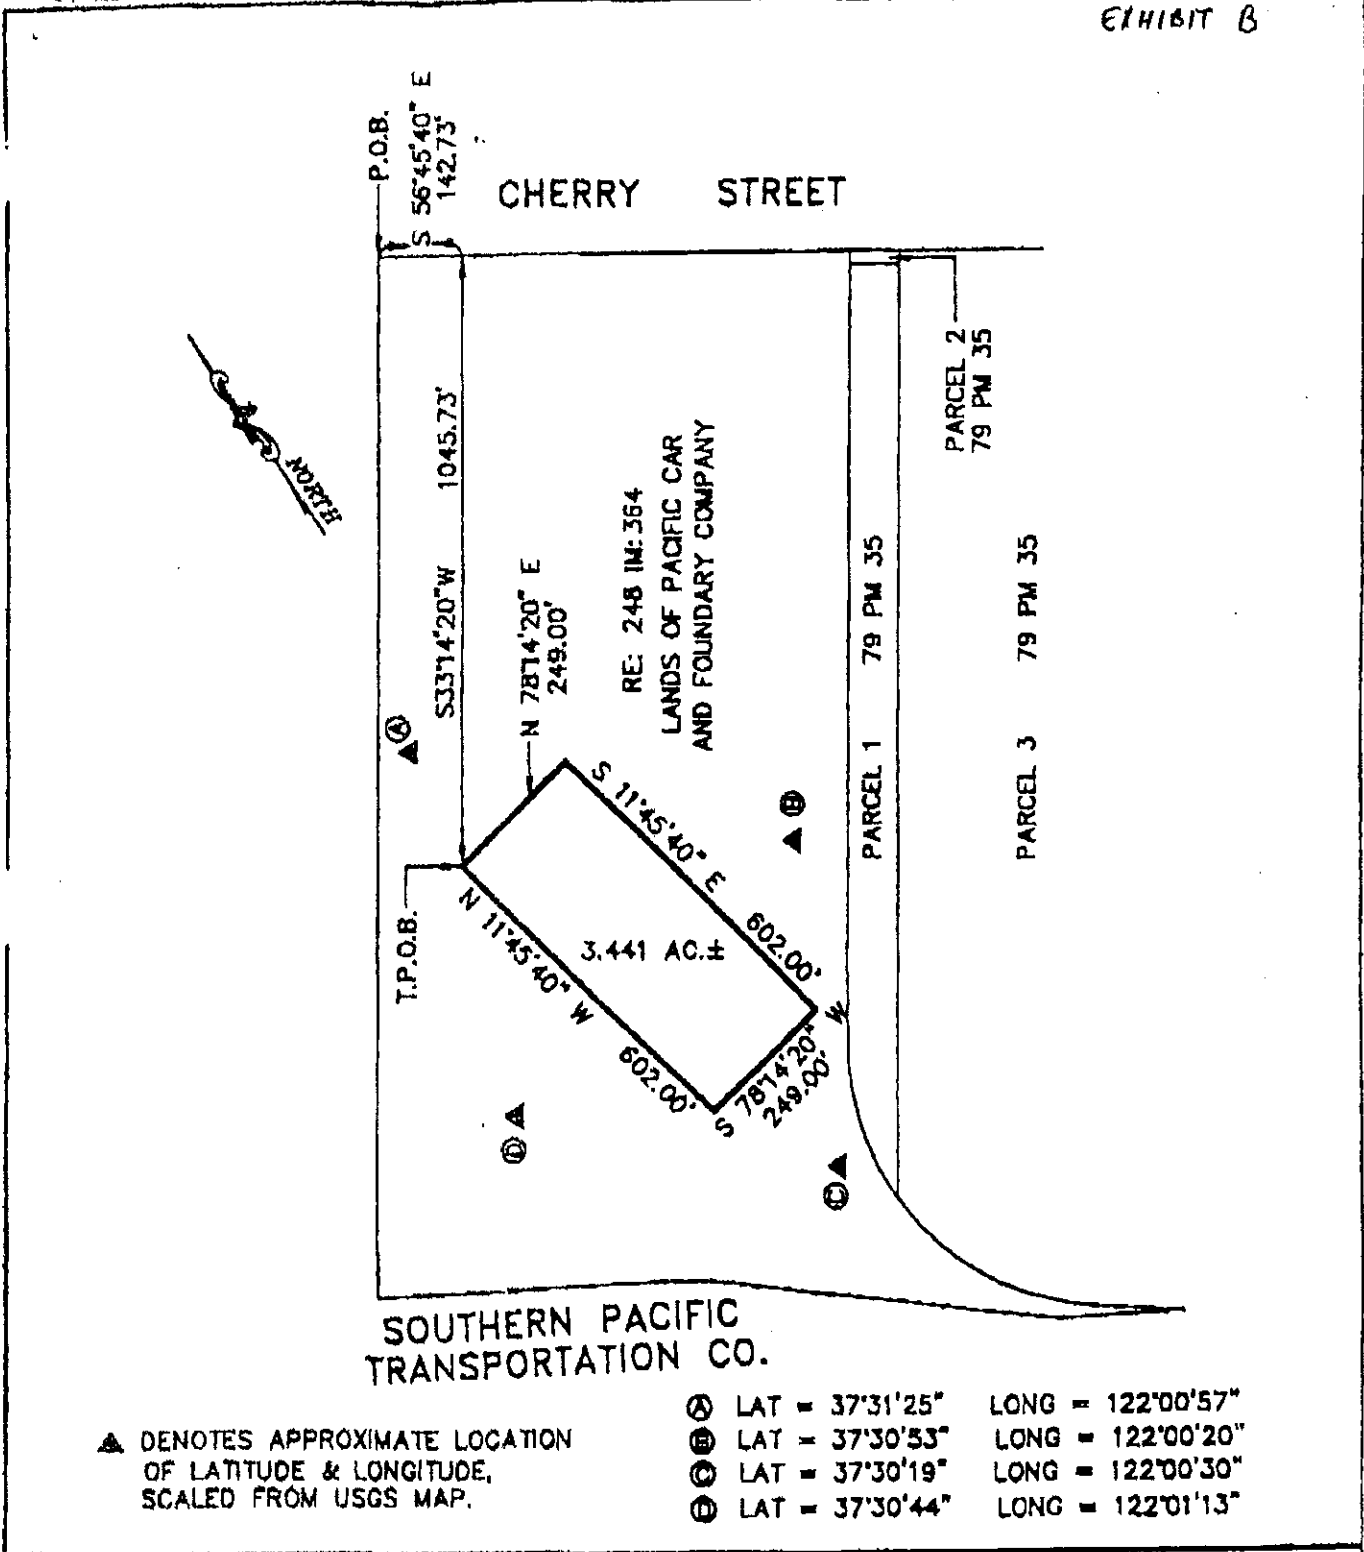 EXHIBIT B
P.O.B.
S 56°45'40" E
142.73'
CHERRY STREET
NORTH
S33°14'20"W 1045.73'
N 78°14'20" E
249.00'
RE: 248 IM: 364
LANDS OF PACIFIC CAR
AND FOUNDARY COMPANY
PARCEL 2
79 PM 35
PARCEL 1 79 PM 35
PARCEL 3 79 PM 35
A
B
T.P.O.B.
S 11°45'40" E 602.00'
3.441 AC.±
N 11°45'40" W 602.00'
S 78°14'20" W
249.00'
D
C
SOUTHERN PACIFIC
TRANSPORTATION CO.
DENOTES APPROXIMATE LOCATION
OF LATITUDE & LONGITUDE,
SCALED FROM USGS MAP.
A LAT = 37°31'25" LONG = 122°00'57"
B LAT = 37°30'53" LONG = 122°00'20"
C LAT = 37°30'19" LONG = 122°00'30"
D LAT = 37°30'44" LONG = 122°01'13"